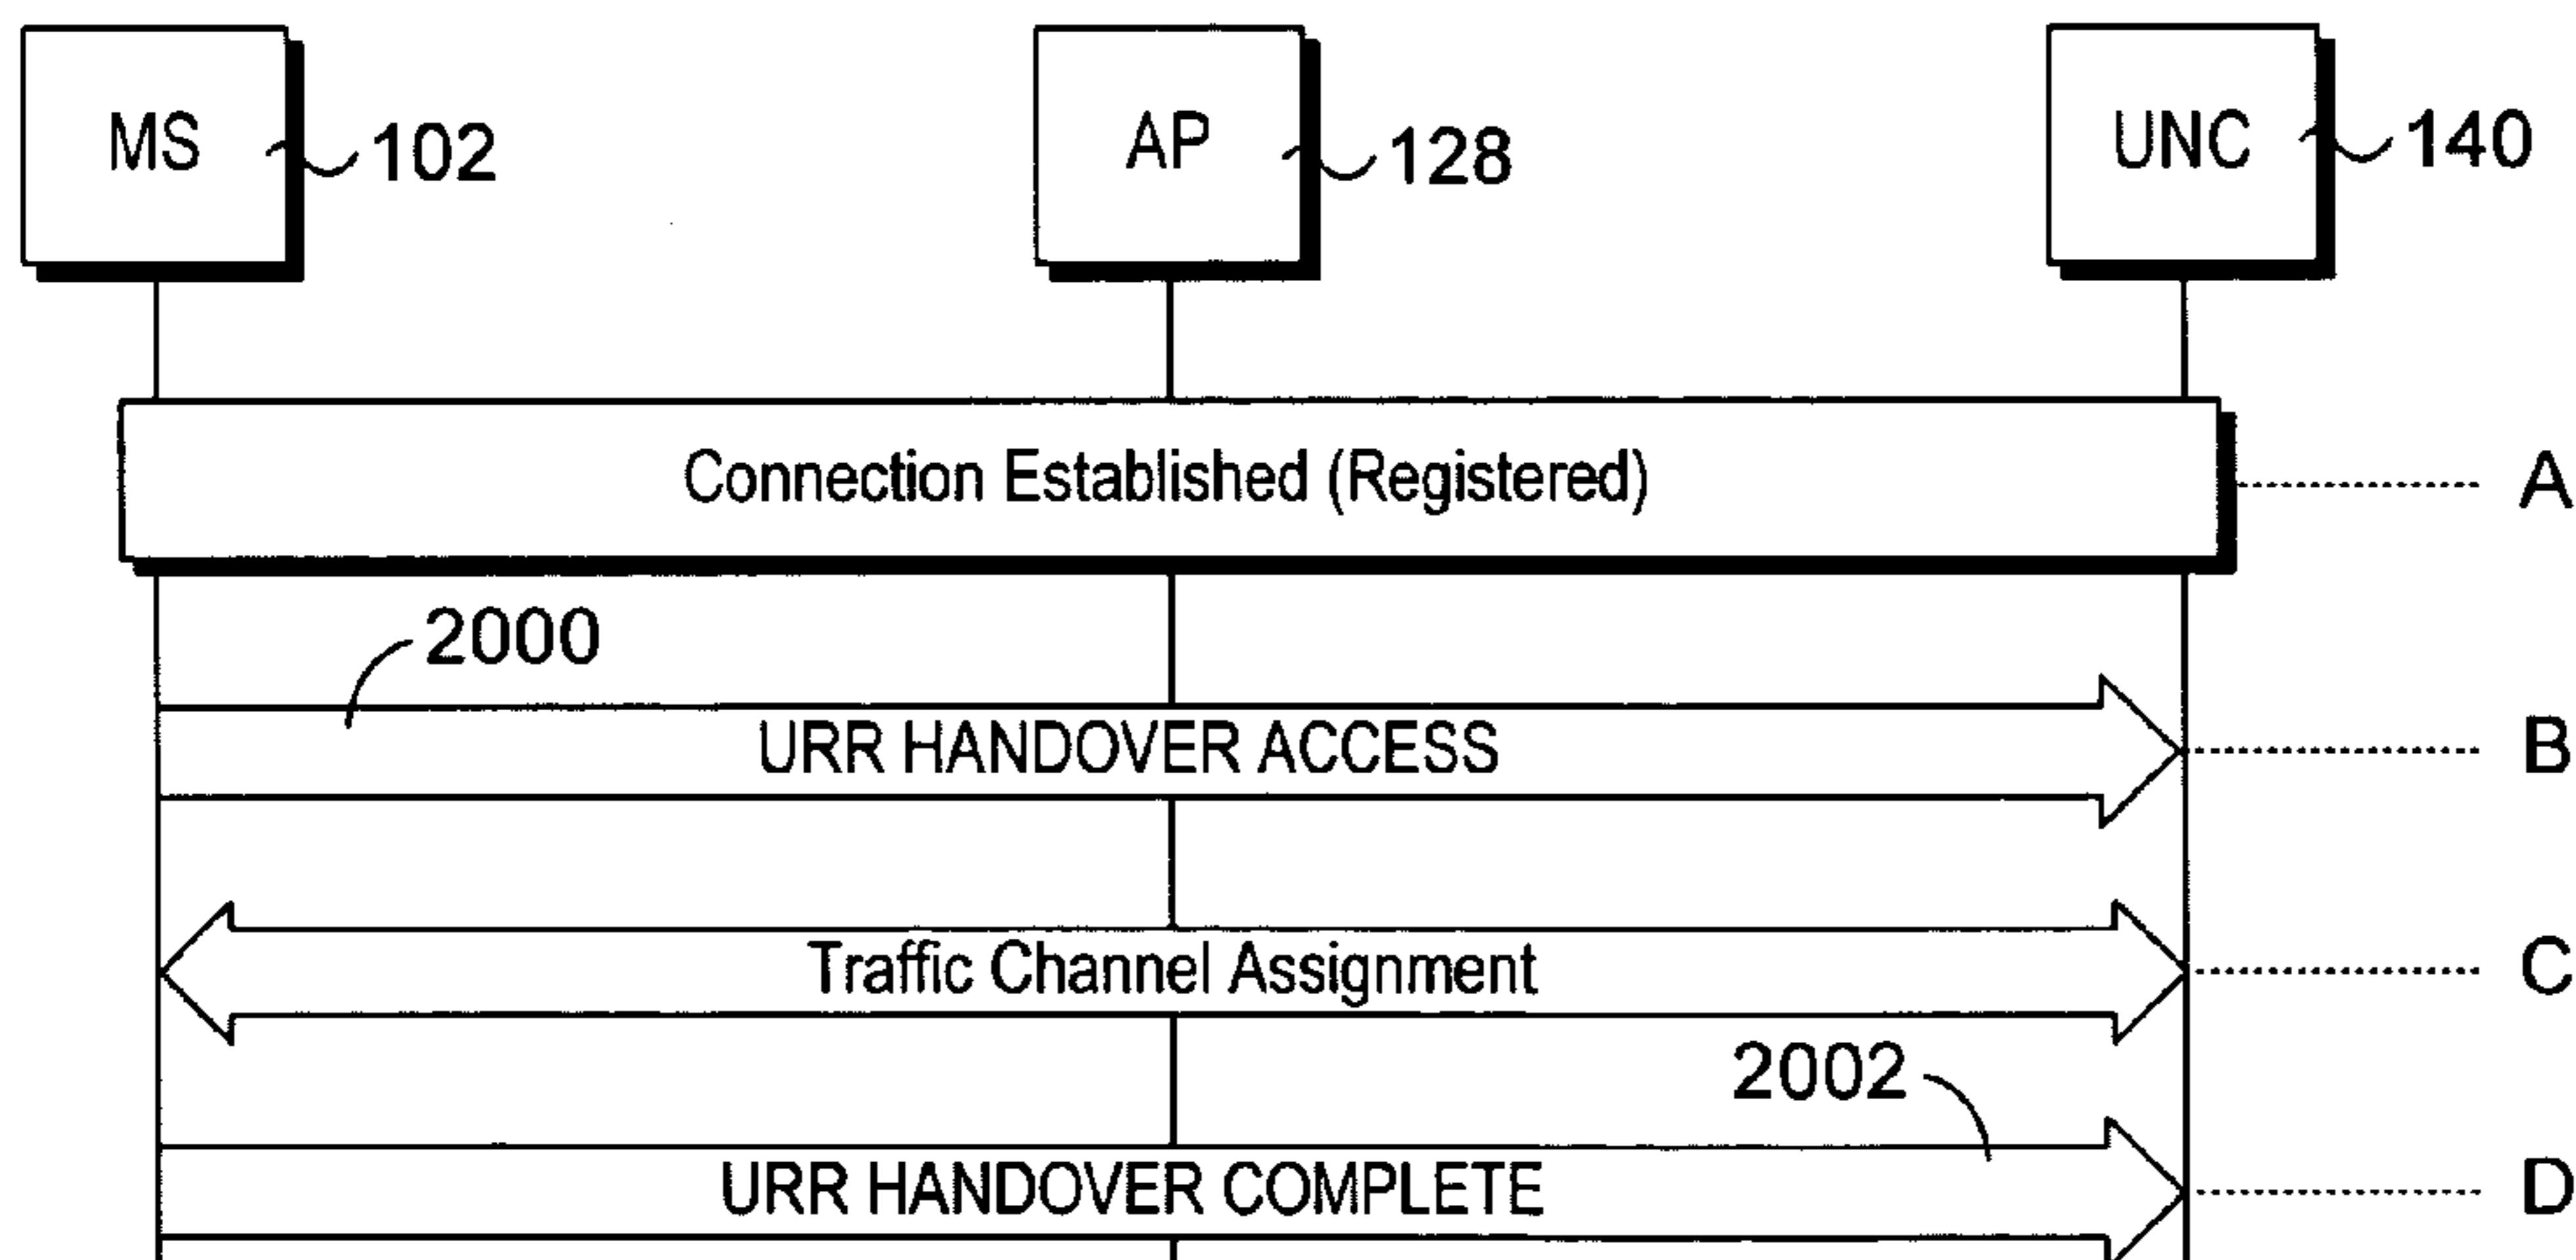 MS
102
AP
128
UNC
140
Connection Established (Registered)
A
2000
URR HANDOVER ACCESS
B
Traffic Channel Assignment
C
2002
URR HANDOVER COMPLETE
D